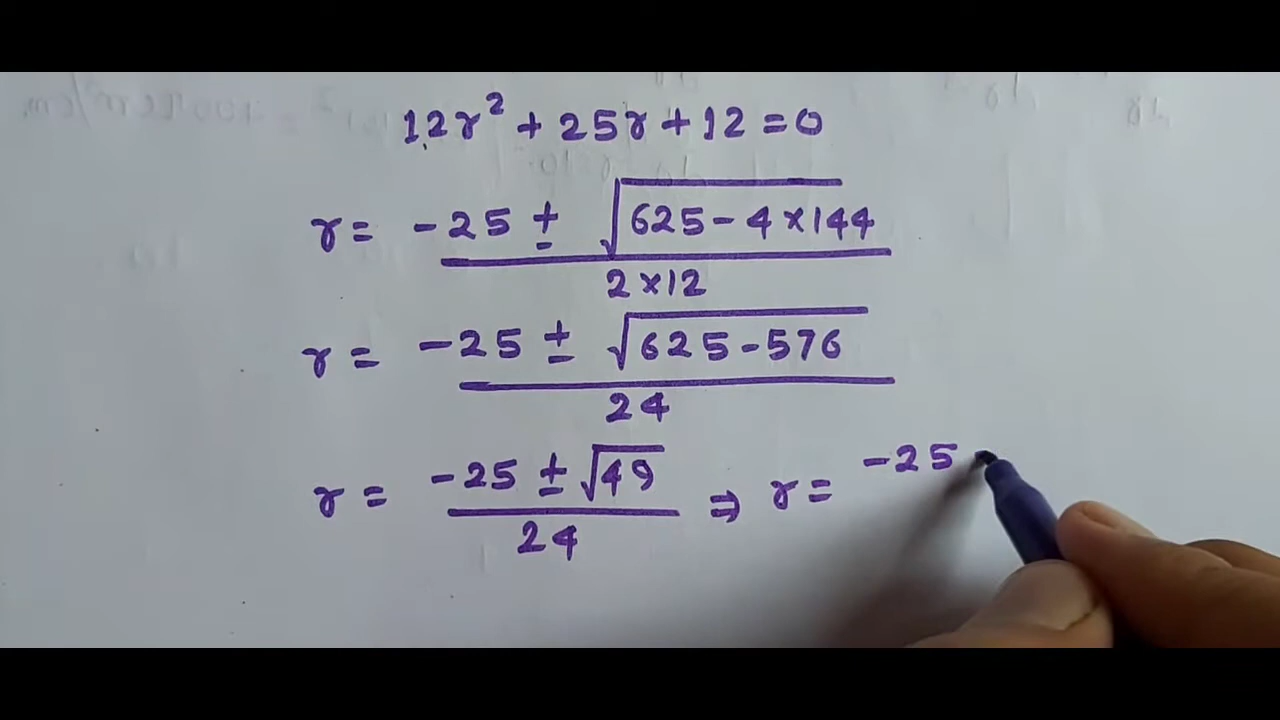 12r² + 25r + 12 = 0
r = -25 ± √625 - 4 × 144
2 × 12
r = -25 ± √625 - 576
24
r = -25 ± √49 ⇒ r = -25
24